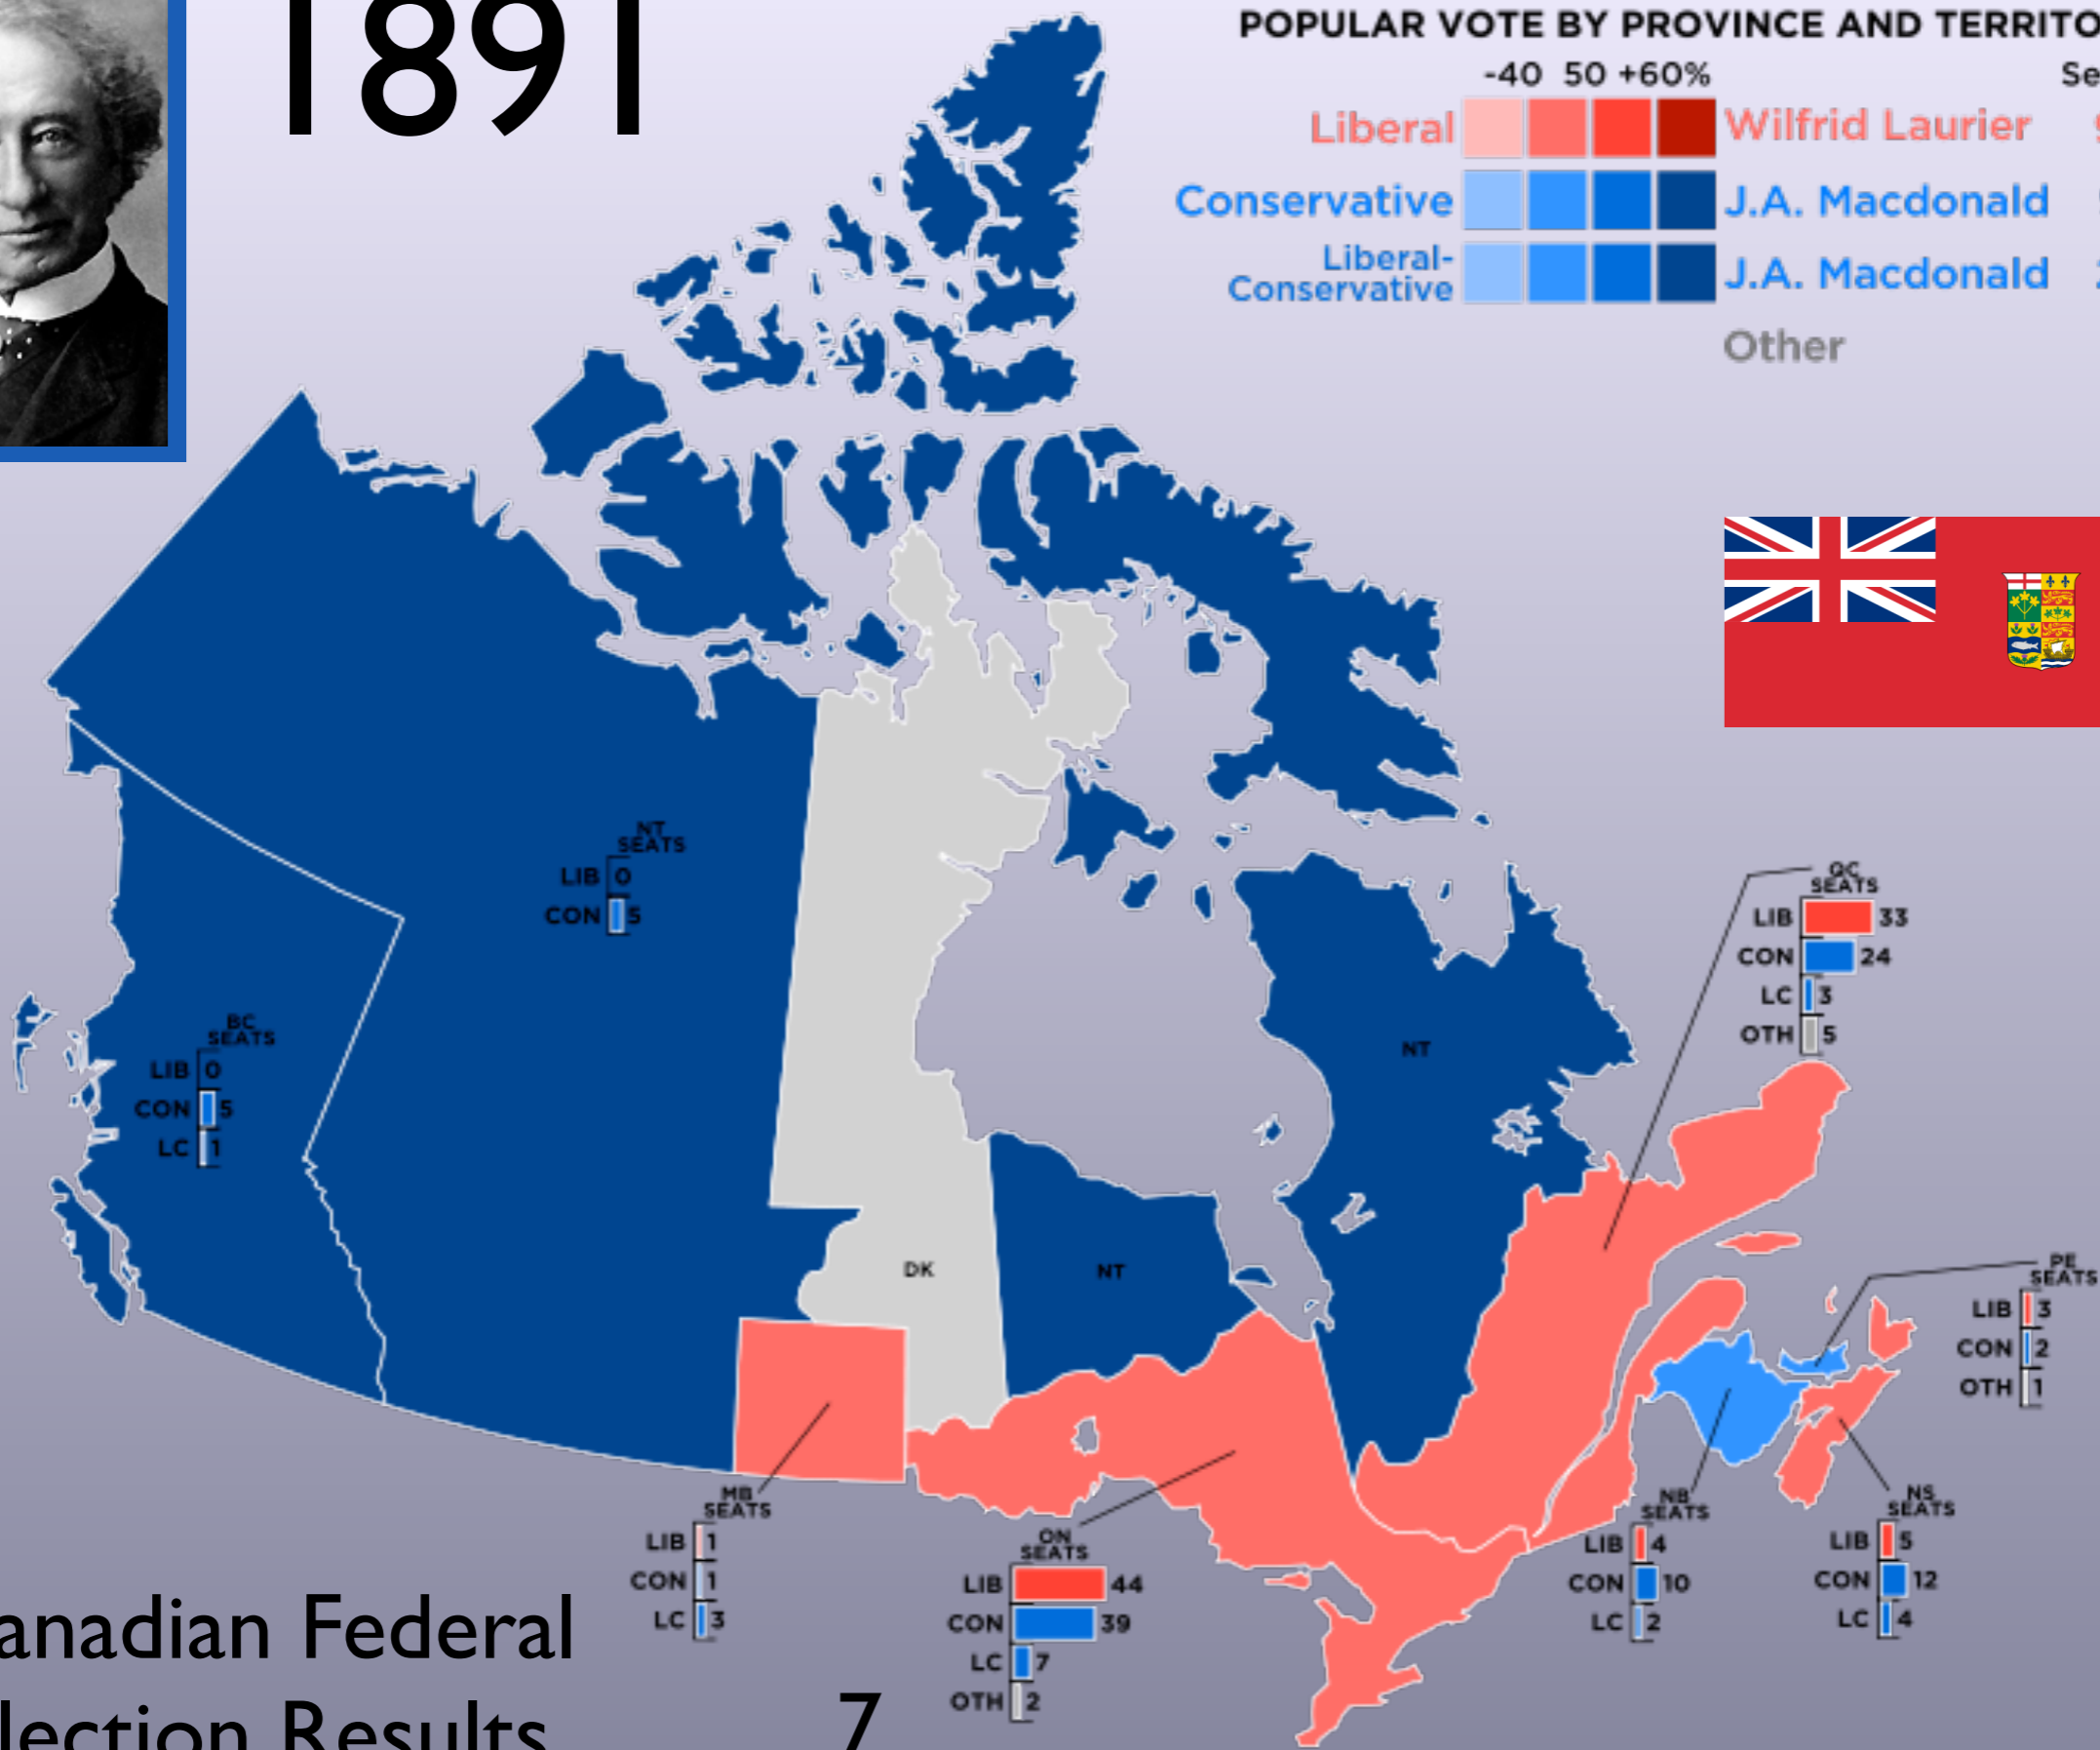 1891
POPULAR VOTE BY PROVINCE AND TERRITO
-40 50 +60% Se
Liberal Wilfrid Laurier
Conservative J.A. Macdonald
Liberal-
Conservative J.A. Macdonald
Other
NT
SEATS
LIB 0
CON 5
BC
SEATS
LIB 0
CON 5
LC 1
QC
SEATS
LIB 33
CON 24
LC 3
OTH 5
NT
DK
NT
PE
SEATS
LIB 3
CON 2
OTH 1
MB
SEATS
LIB 1
CON 1
LC 3
ON
SEATS
LIB 44
CON 39
LC 7
OTH 2
NB
SEATS
LIB 4
CON 10
LC 2
NS
SEATS
LIB 5
CON 12
LC 4
anadian Federal
lection Results
7